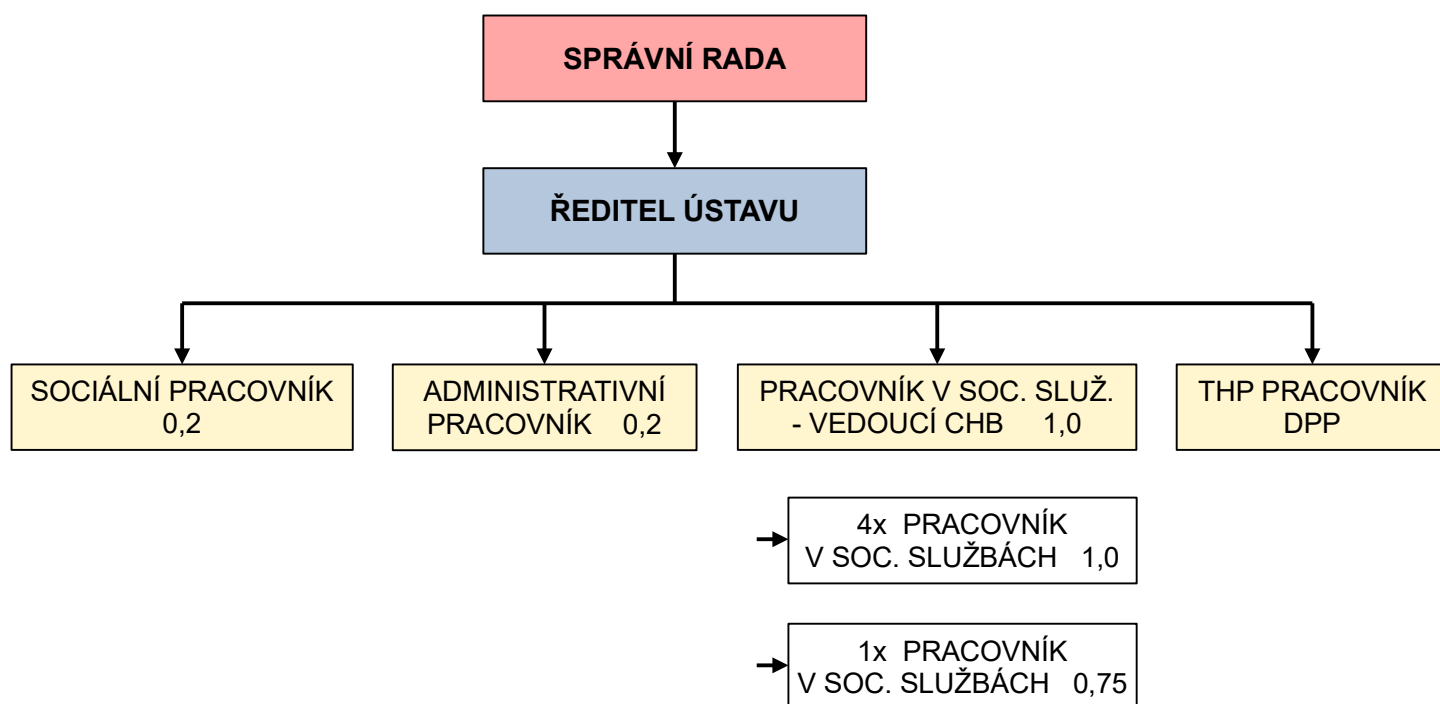 SPRÁVNÍ RADA
ŘEDITEL ÚSTAVU
SOCIÁLNÍ PRACOVNÍK
0,2
ADMINISTRATIVNÍ
PRACOVNÍK 0,2
PRACOVNÍK V SOC. SLUŽ.
- VEDOUCÍ CHB 1,0
THP PRACOVNÍK
DPP
4x PRACOVNÍK
V SOC. SLUŽBÁCH 1,0
1x PRACOVNÍK
V SOC. SLUŽBÁCH 0,75